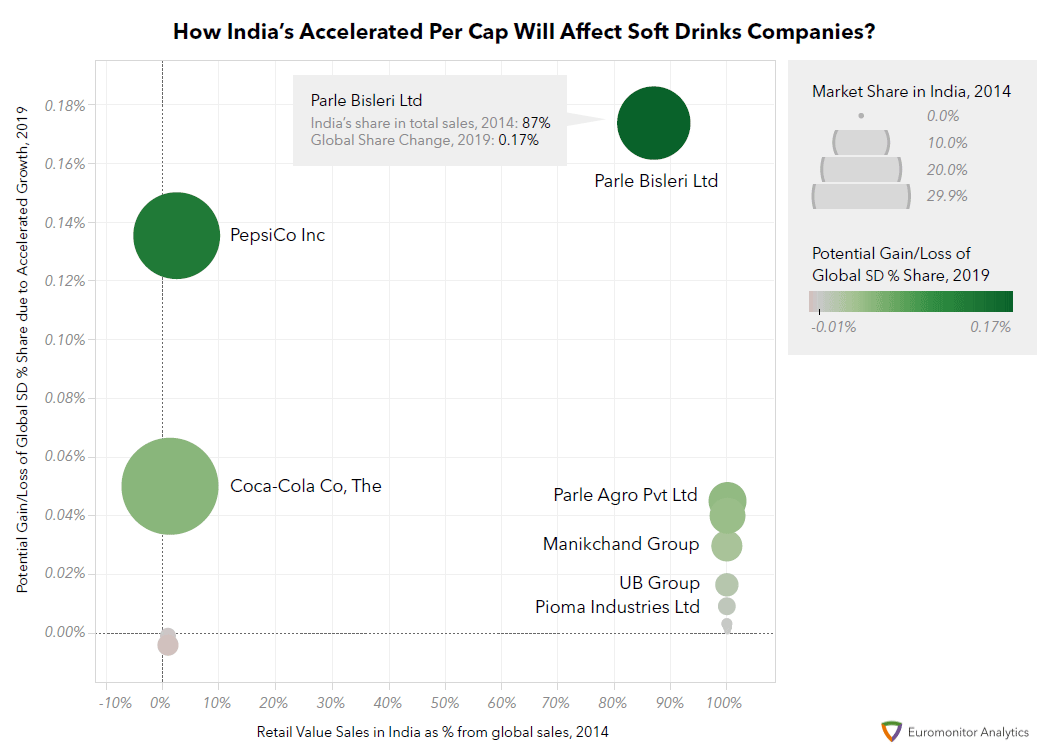 How India's Accelerated Per Cap Will Affect Soft Drinks Companies?
Potential Gain/Loss of Global SD % Share due to Accelerated Growth, 2019
0.18%
0.16%
0.14%
0.12%
0.10%
0.08%
0.06%
0.04%
0.02%
0.00%
Parle Bisleri Ltd
India's share in total sales, 2014: 87%
Global Share Change, 2019: 0.17%
Parle Bisleri Ltd
PepsiCo Inc
Coca-Cola Co, The
Parle Agro Pvt Ltd
Manikchand Group
UB Group
Pioma Industries Ltd
-10% 0% 10% 20% 30% 40% 50% 60% 70% 80% 90% 100%
Retail Value Sales in India as % from global sales, 2014
Market Share in India, 2014
0.0%
10.0%
20.0%
29.9%
Potential Gain/Loss of
Global SD % Share, 2019
-0.01% 0.17%
Euromonitor Analytics